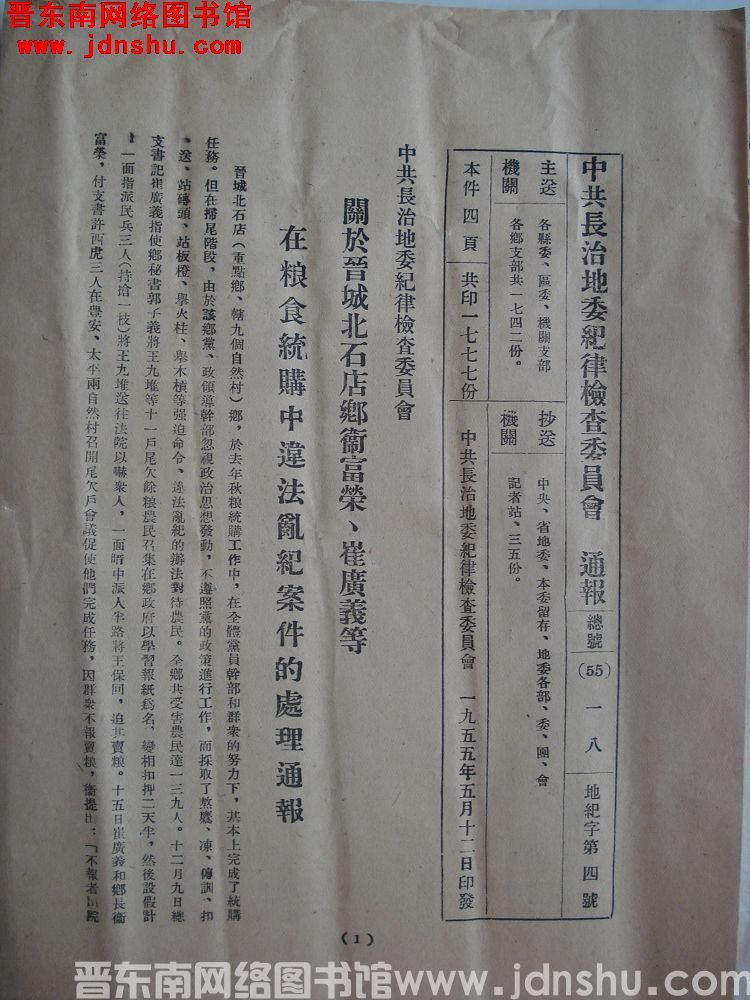 晋东南网络图书馆
www.jdnshu.com
中共長治地委紀律檢查委員會 通報 總號 (55) 一八 地紀字第四號
主送機關 各縣委、區委、機關支部
各鄉支部共一七四二份。
抄送機關 中央、省地委、本委留存、地委各部、委、團、會
記者站、三五份。
本件四頁 共印一七七七份 中共長治地委紀律檢查委員會 一九五五年五月十二日印發
中共長治地委紀律檢查委員會
關於晉城北石店鄉衞富榮、崔廣義等
在粮食統購中違法亂紀案件的處理通報
晉城北石店（重點鄉、轄九個自然村）鄉，於去年秋粮統購工作中，在全體黨員幹部和群衆的努力下，基本上完成了統購
任務。但在掃尾階段，由於該鄉黨、政領導幹部忽視政治思想發動，不遵照黨的政策進行工作，而採取了熬鷹、凍、傳訓、扣
、送、站磚頭、站板櫈、舉火柱、舉木槓等强迫命令、違法亂紀的辦法對待農民。全鄉共受害農民達一三九人。十二月九日總
支書記崔廣義指使鄉秘書郭子義將王九堆等十一戶尾欠餘粮農民召集在鄉政府以學習報紙爲名，變相扣押二天半，然後設假計
，一面指派民兵三人（持搶一枝）將王九堆送往法院以嚇衆人，一面暗中派人半路將王保回，迫其賣粮。十五日崔廣義和鄉長衞
富榮，付支書許西虎三人在豊安、太平兩自然村召開尾欠戶會議促使他們完成任務，因群衆不報賣粮，衞提出：「不報者出院
(1)
晋东南网络图书馆www.jdnshu.com